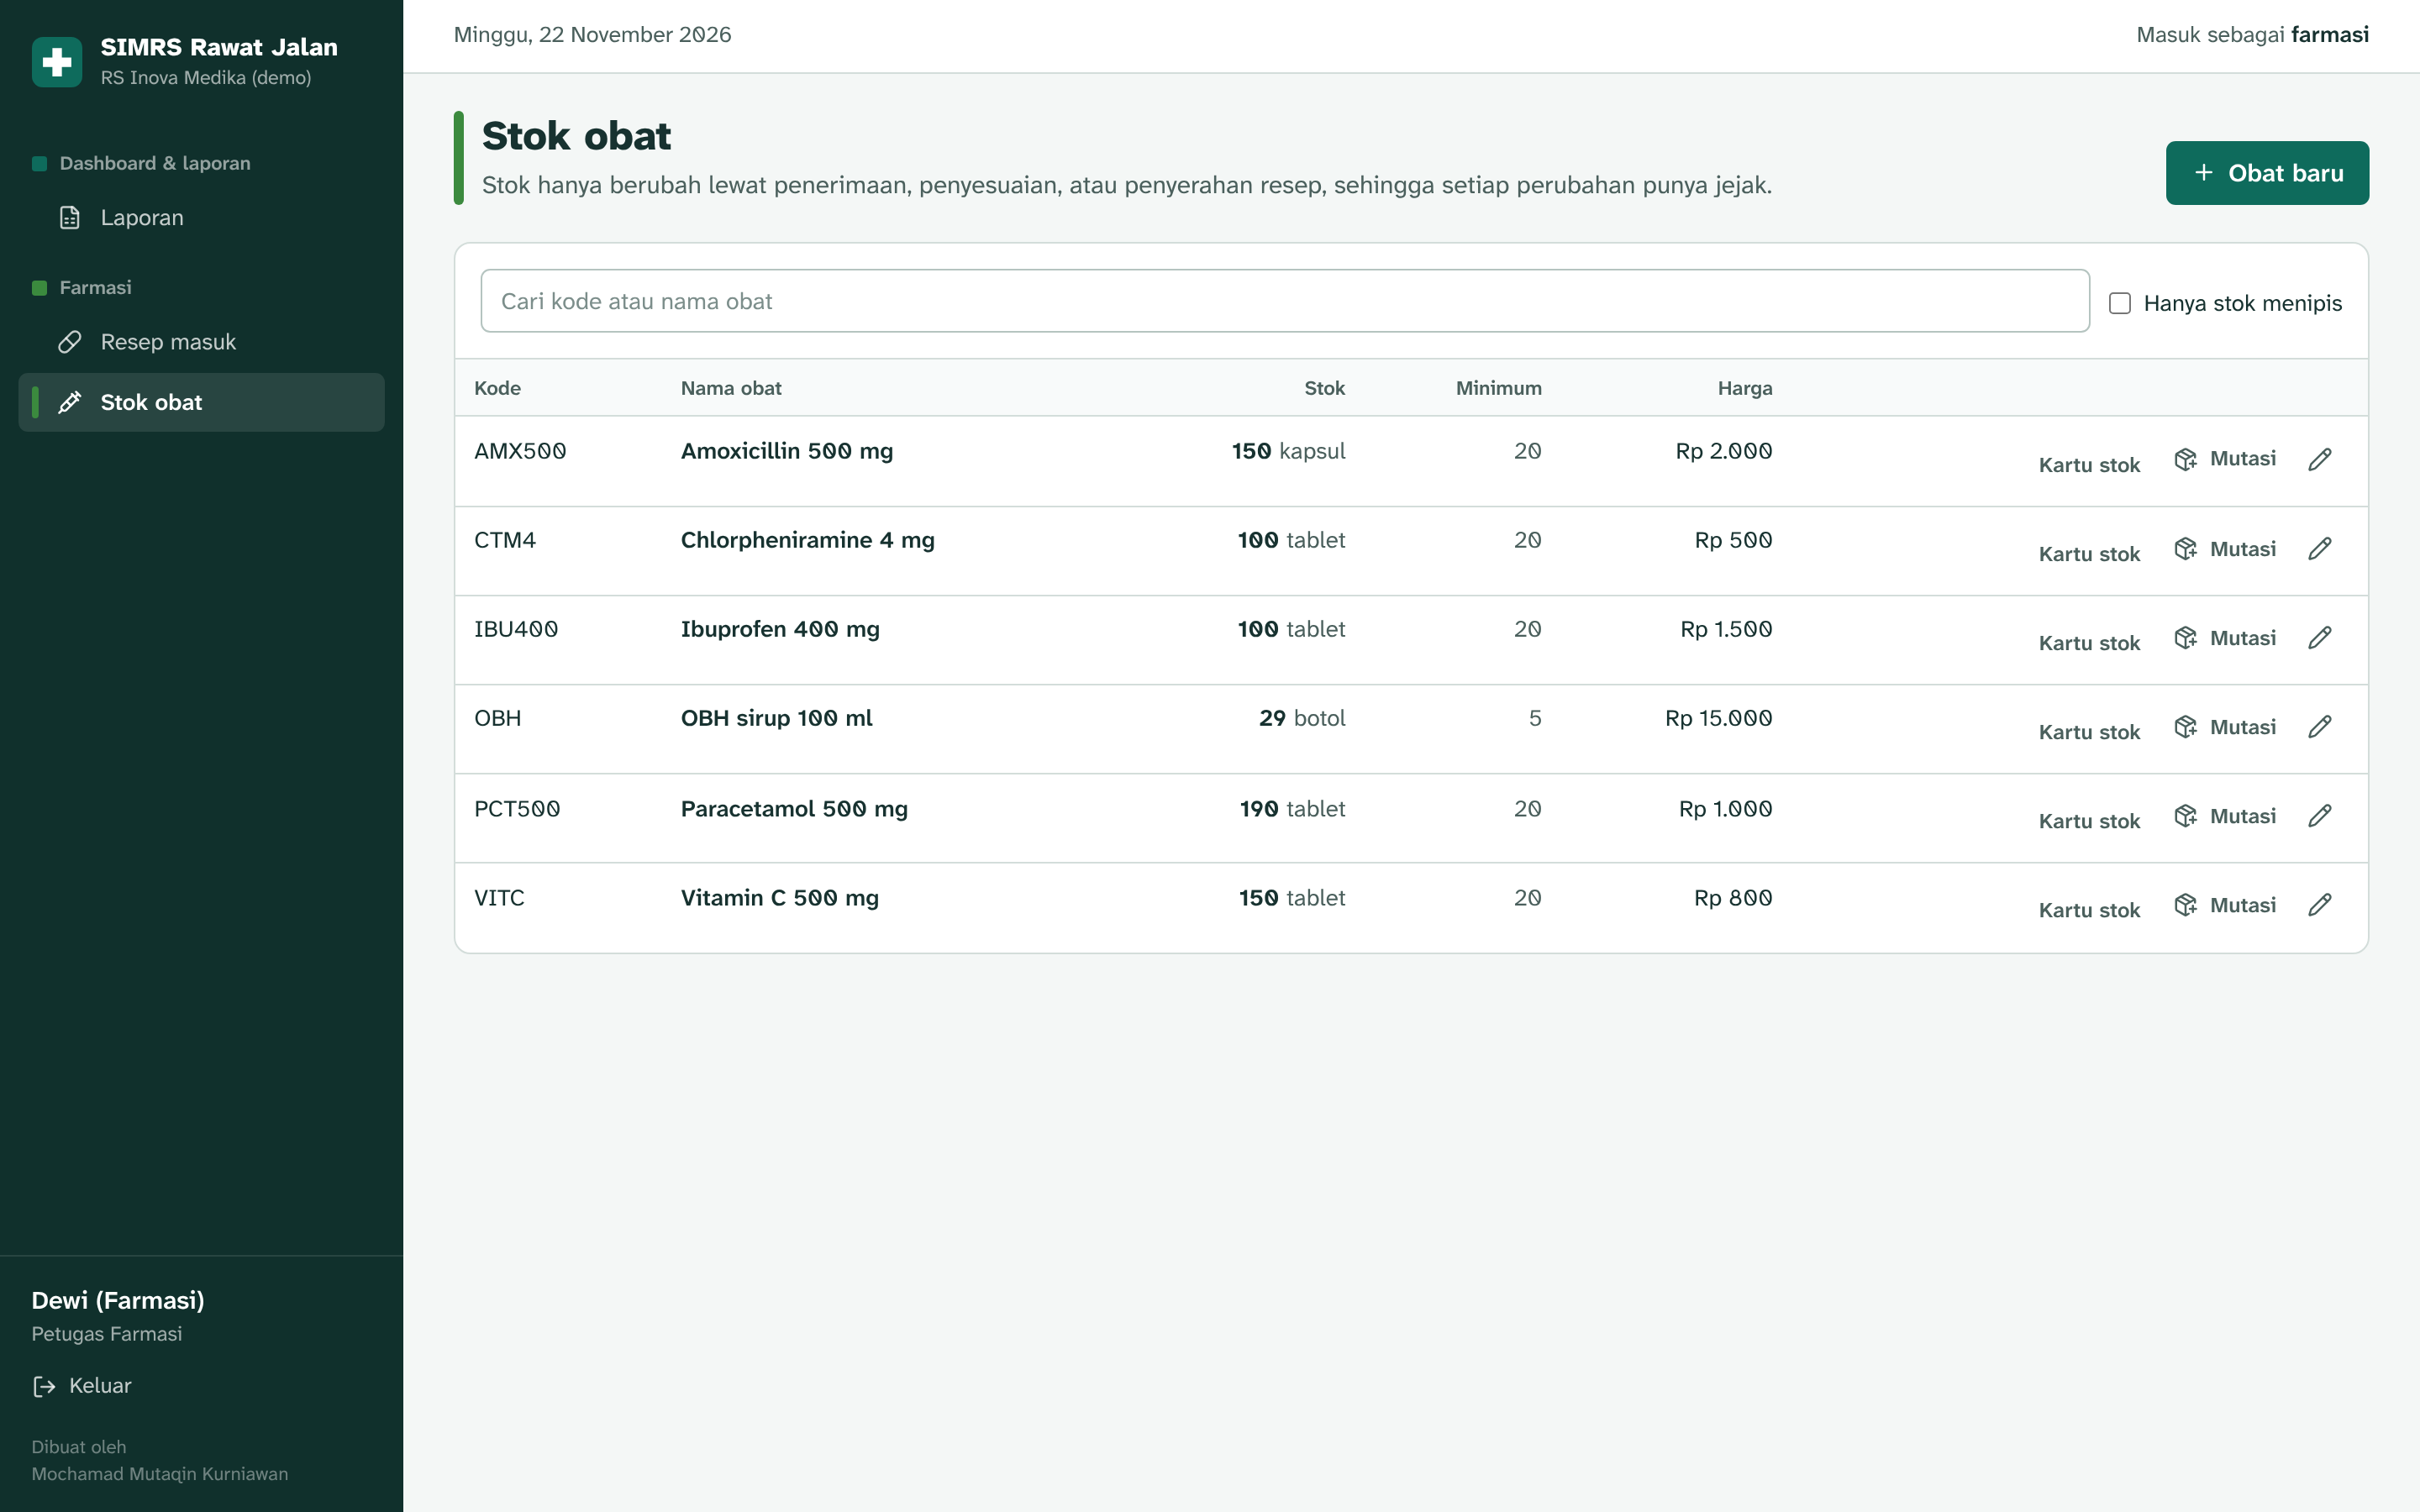 SIMRS Rawat Jalan
RS Inova Medika (demo)
Dashboard & laporan
Laporan
Farmasi
Resep masuk
Stok obat
Dewi (Farmasi)
Petugas Farmasi
Keluar
Dibuat oleh
Mochamad Mutaqin Kurniawan
Minggu, 22 November 2026
Masuk sebagai farmasi
Stok obat
Stok hanya berubah lewat penerimaan, penyesuaian, atau penyerahan resep, sehingga setiap perubahan punya jejak.
Obat baru
Cari kode atau nama obat
Hanya stok menipis
Kode Nama obat Stok Minimum Harga
AMX500 Amoxicillin 500 mg 150 kapsul 20 Rp 2.000 Kartu stok Mutasi
CTM4 Chlorpheniramine 4 mg 100 tablet 20 Rp 500 Kartu stok Mutasi
IBU400 Ibuprofen 400 mg 100 tablet 20 Rp 1.500 Kartu stok Mutasi
OBH OBH sirup 100 ml 29 botol 5 Rp 15.000 Kartu stok Mutasi
PCT500 Paracetamol 500 mg 190 tablet 20 Rp 1.000 Kartu stok Mutasi
VITC Vitamin C 500 mg 150 tablet 20 Rp 800 Kartu stok Mutasi